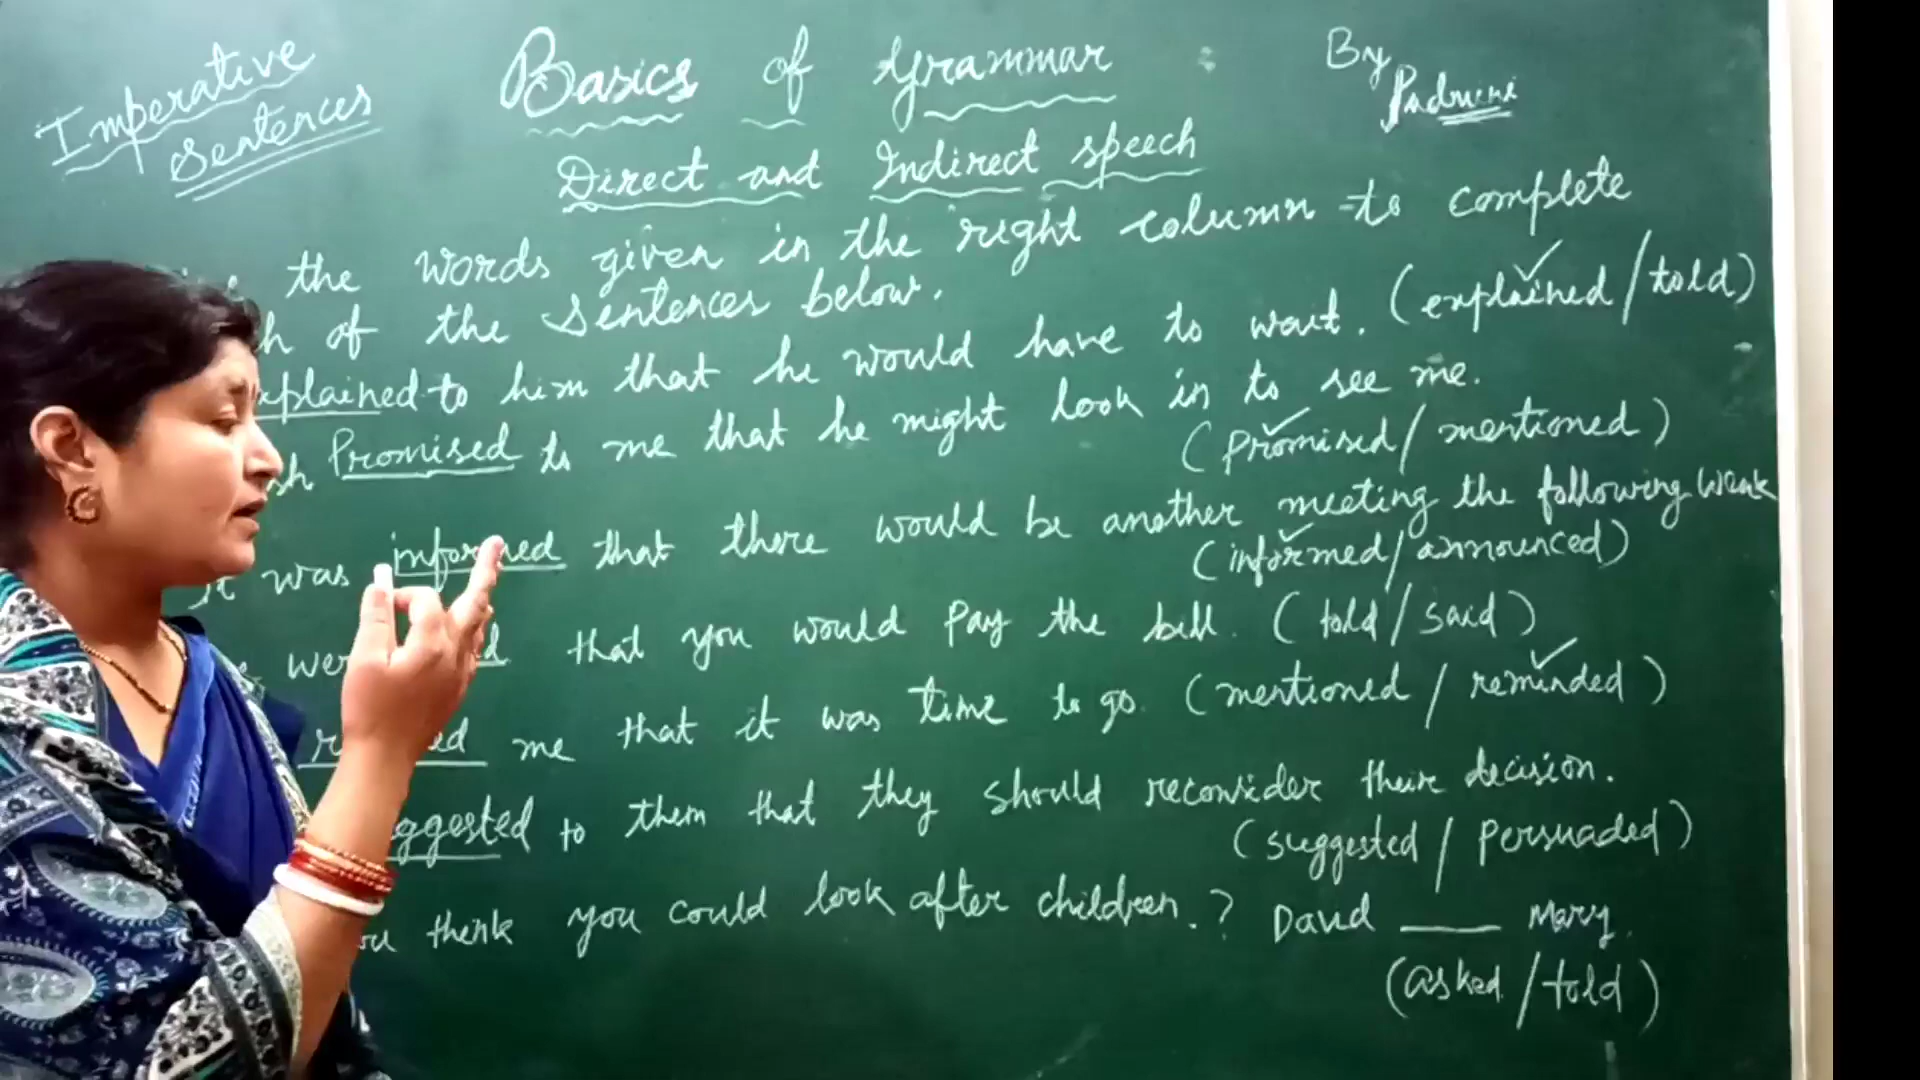 Imperative
Sentences
Basics of Grammar
By
Padmini
Direct and Indirect speech
the words given in the right column to complete
of the sentences below.
explained to him that he would have to wait. (explained/told)
Promised to me that he might look in to see me.
(promised/mentioned)
It was informed that there would be another meeting the following weak
(informed/announced)
that you would pay the bill. (told/said)
me that it was time to go. (mentioned/reminded)
suggested to them that they should reconsider their decision.
(suggested/persuaded)
think you could look after children.? David ____ Mary.
(asked/told)